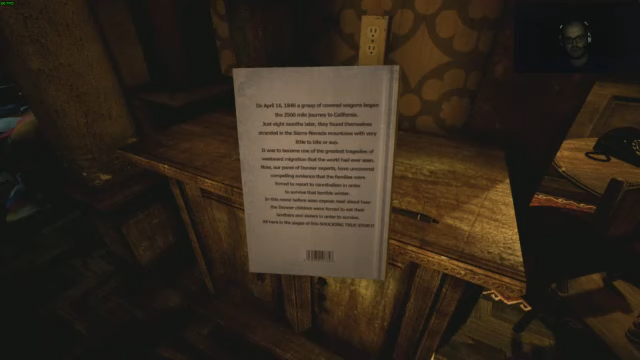 On April 16, 1846 a group of covered wagons began
the 2500 mile journey to California.
Just eight months later, they found themselves
stranded in the Sierra Nevada mountains with very
little to bite or sup.
It was to become one of the greatest tragedies of
westward migration that the world had ever seen.
Now, our panel of Donner experts, have uncovered
compelling evidence that the families were
forced to resort to cannibalism in order
to survive that terrible winter.
In this never before seen expose read about how
the Donner children were forced to eat their
brothers and sisters in order to survive.
All here in the pages of this SHOCKING TRUE STORY!